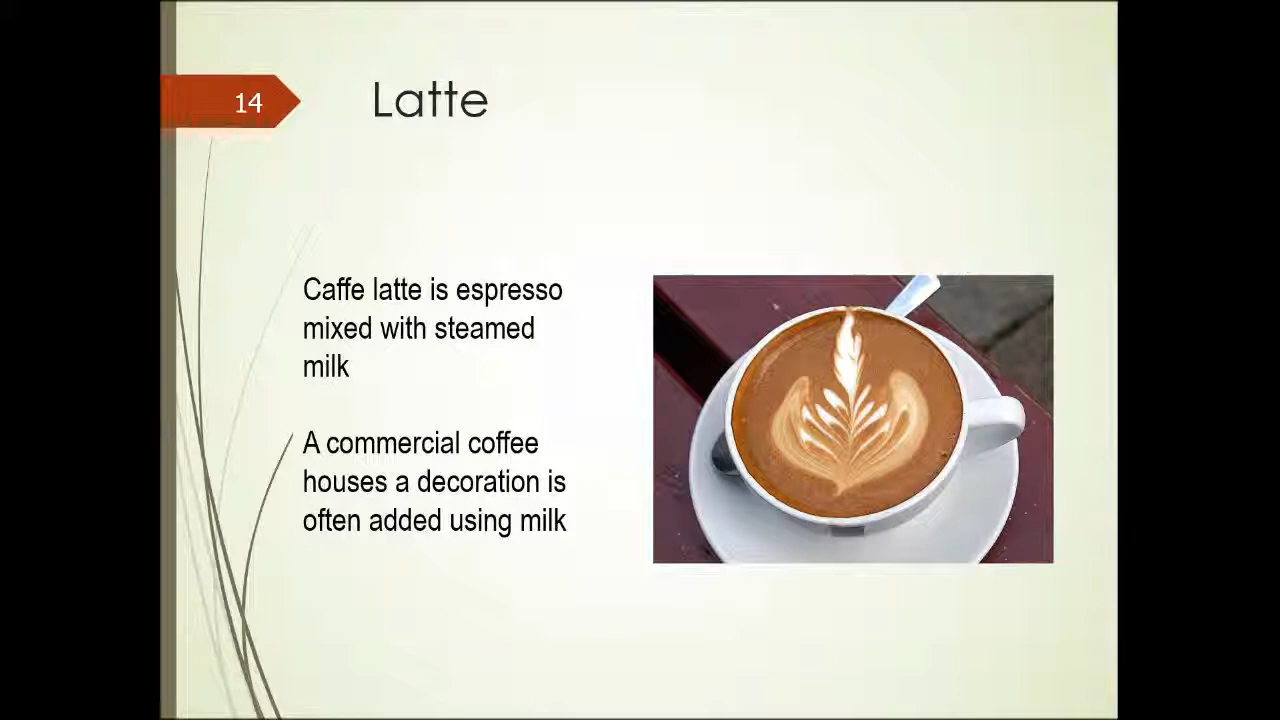 14
Latte
Caffe latte is espresso
mixed with steamed
milk
A commercial coffee
houses a decoration is
often added using milk